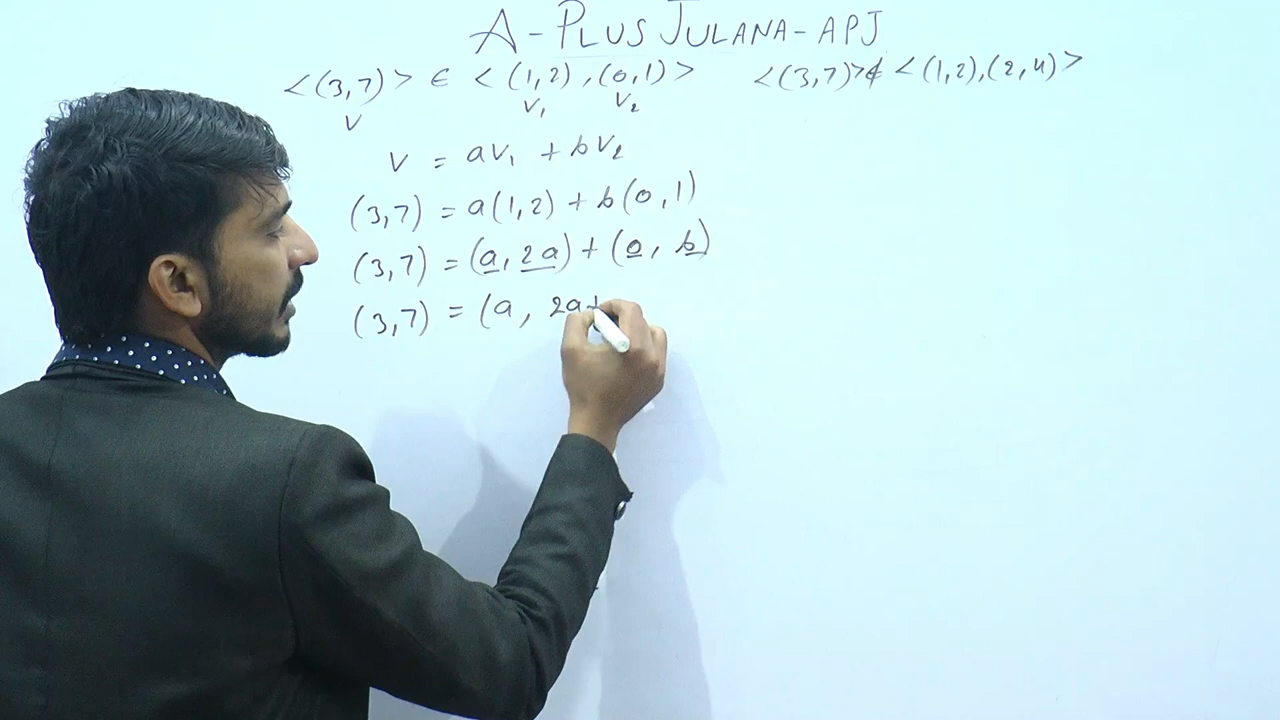 A-PLUS JULANA-APJ
<(3,7)> ∈ <(1,2),(0,1)> <(3,7)>∉ <(1,2),(2,4)>
V V₁ V₂
V = aV₁ + bV₂
(3,7) = a(1,2) + b(0,1)
(3,7) = (a, 2a) + (o, b)
(3,7) = (a, 2a+